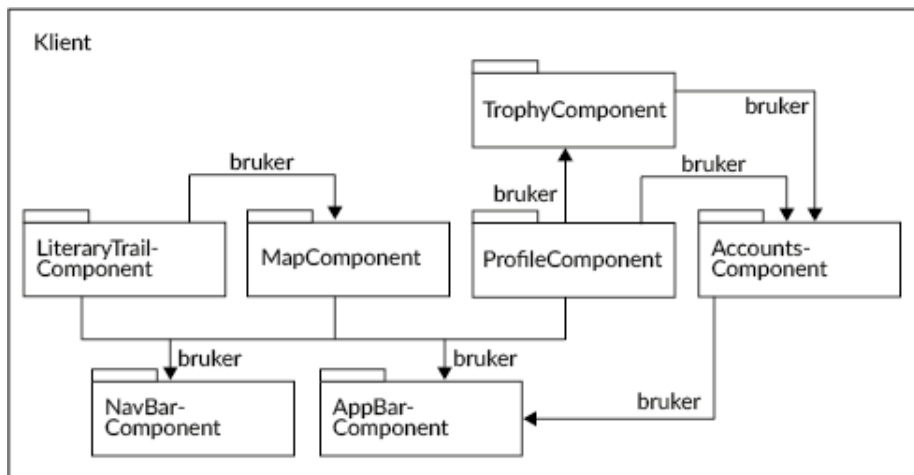 Klient
TrophyComponent
bruker
bruker
bruker
bruker
LiteraryTrail-
Component
MapComponent
ProfileComponent
Accounts-
Component
bruker
bruker
bruker
NavBar-
Component
AppBar-
Component